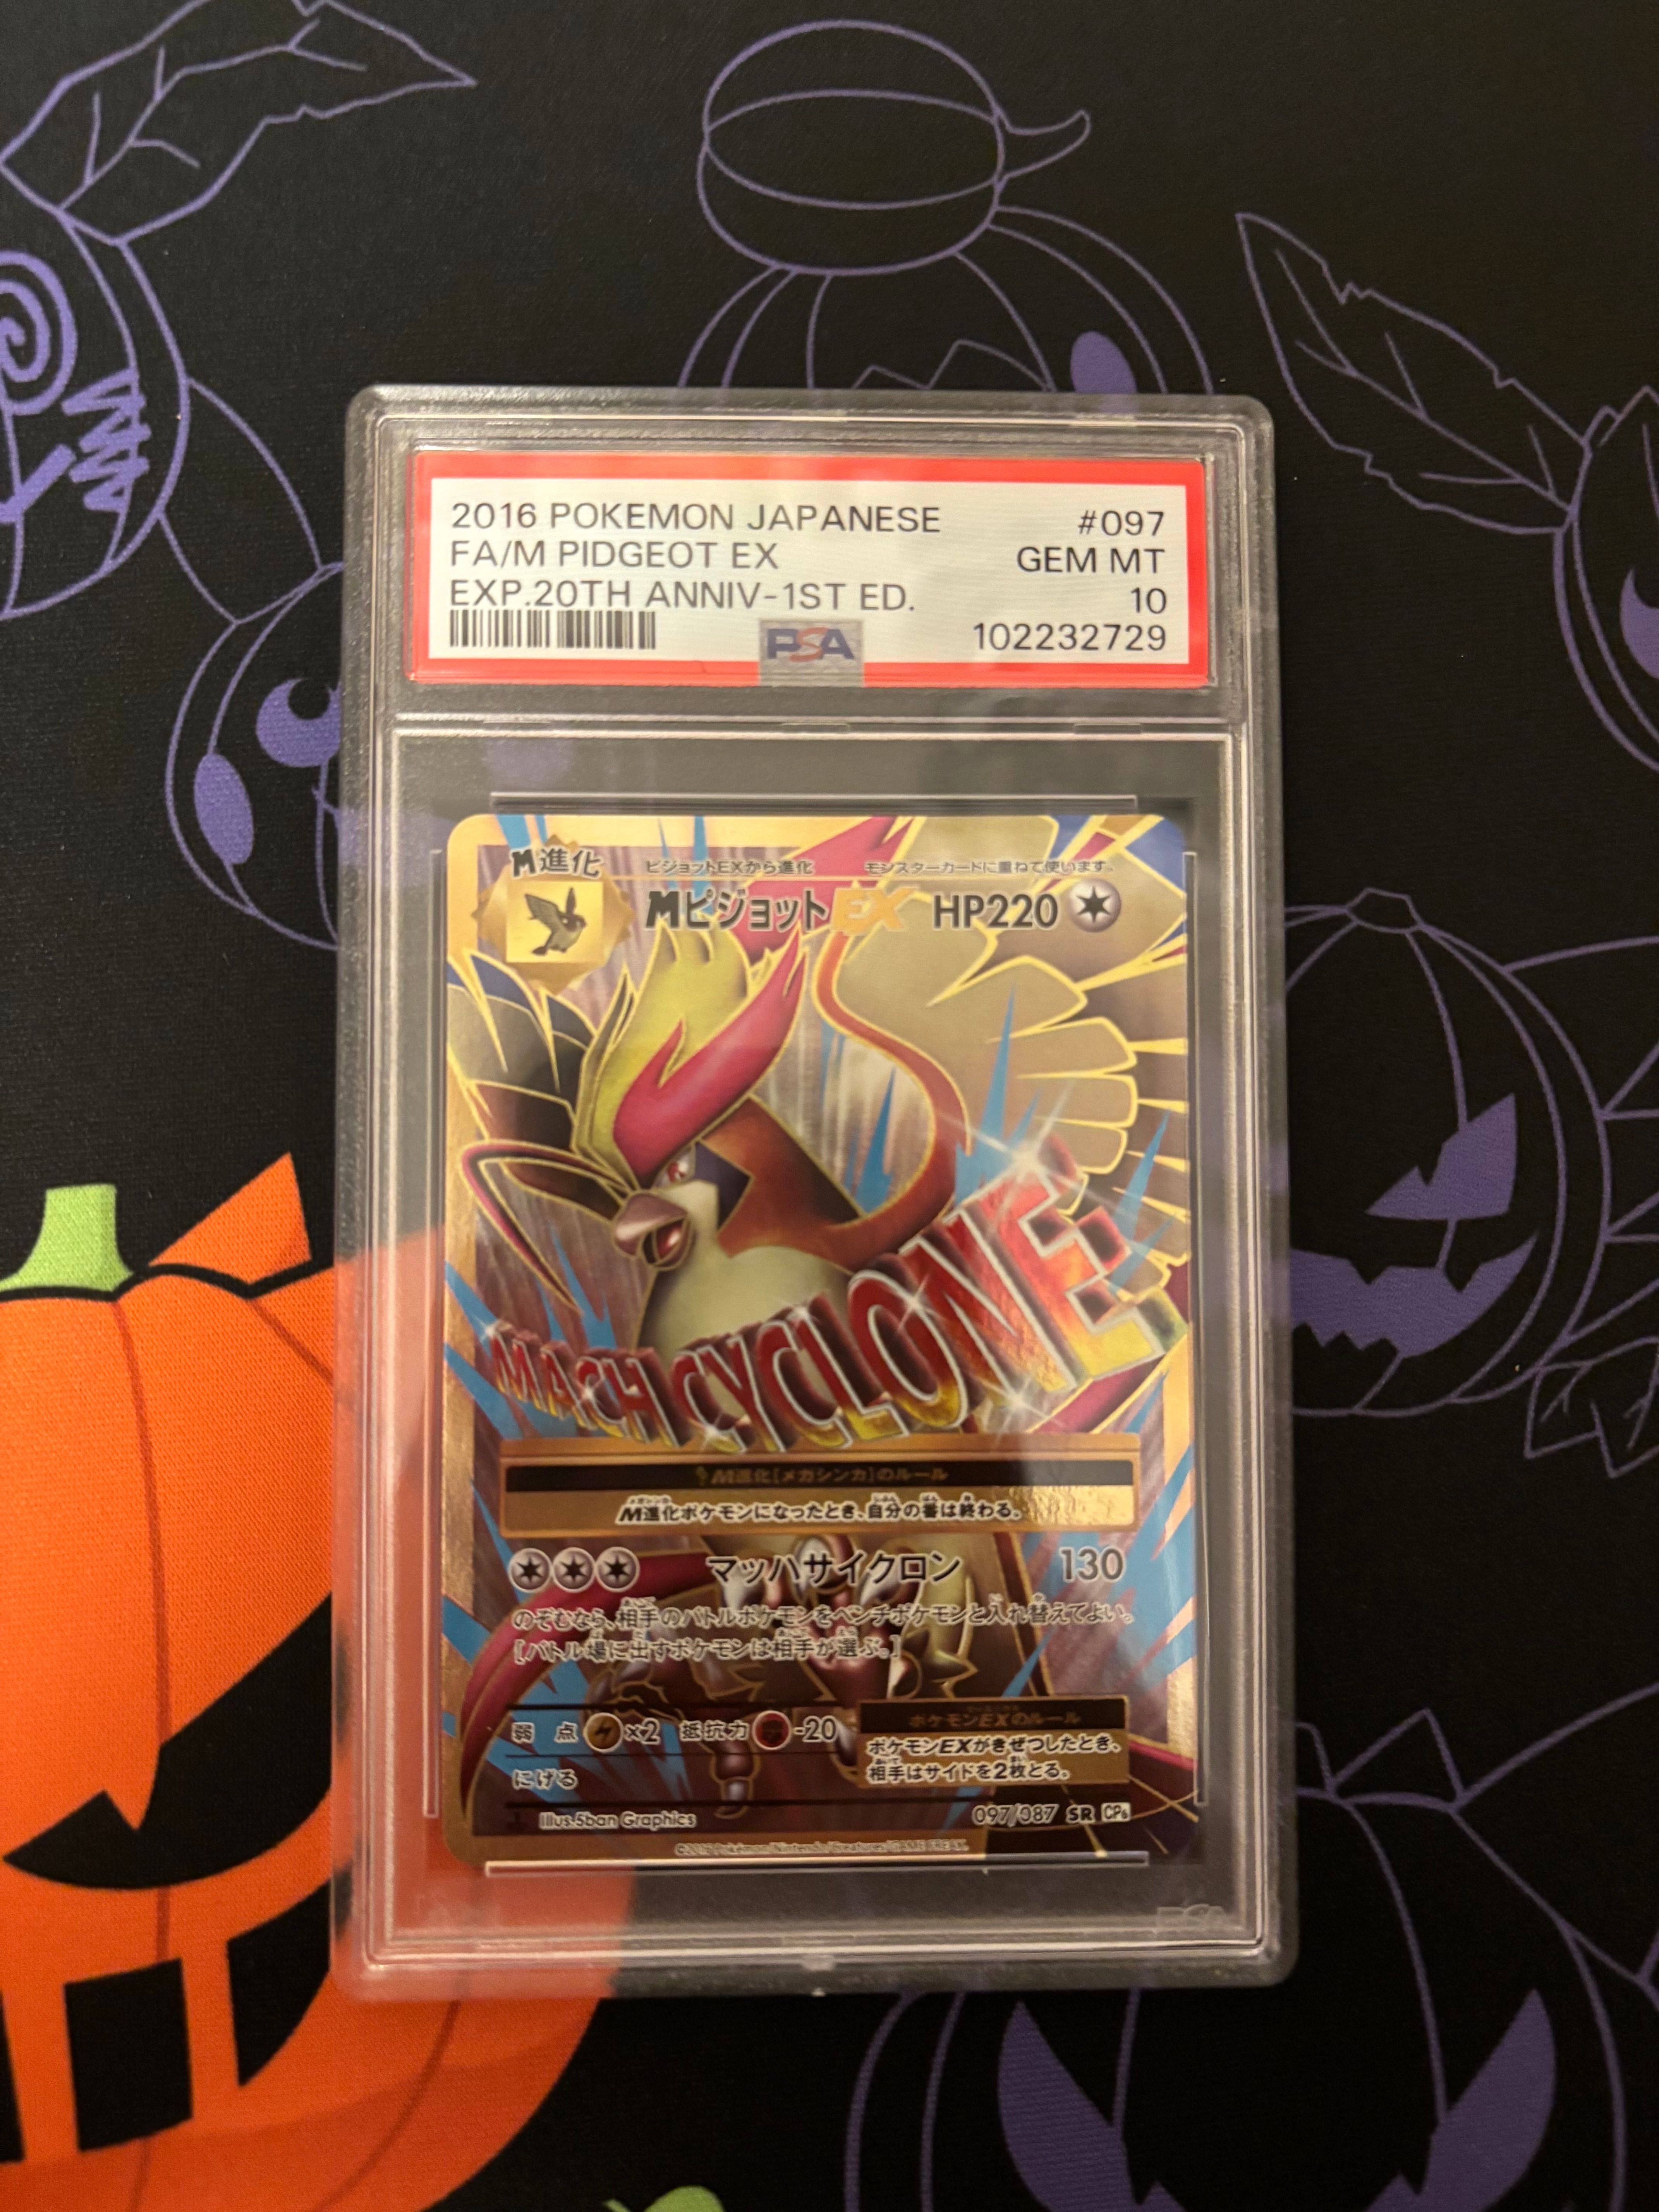 2016 POKEMON JAPANESE #097
FA/M PIDGEOT EX GEM MT
EXP.20TH ANNIV-1ST ED. 10
PSA 102232729
M進化 ピジョットEXから進化 モンスターカードに重ねて使います。
MピジョットEX HP220
MACH CYCLONE
M進化[メガシンカ]のルール
M進化ポケモンになったとき、自分の番は終わる。
マッハサイクロン 130
のぞむなら、相手のバトルポケモンをベンチポケモンと入れ替えてよい。
[バトル場に出すポケモンは相手が選ぶ。]
弱点 ×2 抵抗力 -20 ポケモンEXのルール
ポケモンEXがきぜつしたとき、
にげる 相手はサイドを2枚とる。
Illus.5ban Graphics 097/087 SR CP6
Pokémon/Nintendo/Creatures/GAME FREAK.
PSA